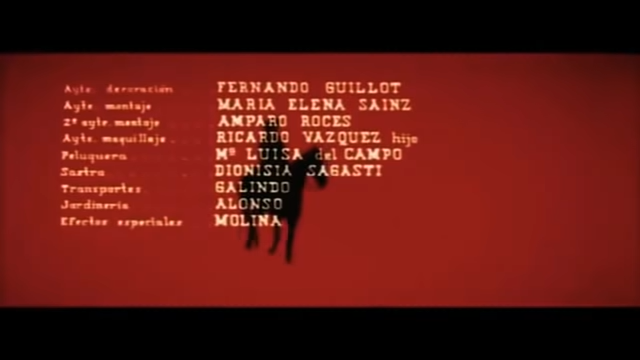 Ayte. decoración FERNANDO GUILLOT
Ayte. montaje MARIA ELENA SAINZ
2º ayte. montaje AMPARO ROCES
Ayte. maquillaje RICARDO VAZQUEZ hijo
Peluquera Mª LUISA del CAMPO
Sastra DIONISIA SAGASTI
Transportes GALINDO
Jardinería ALONSO
Efectos especiales MOLINA